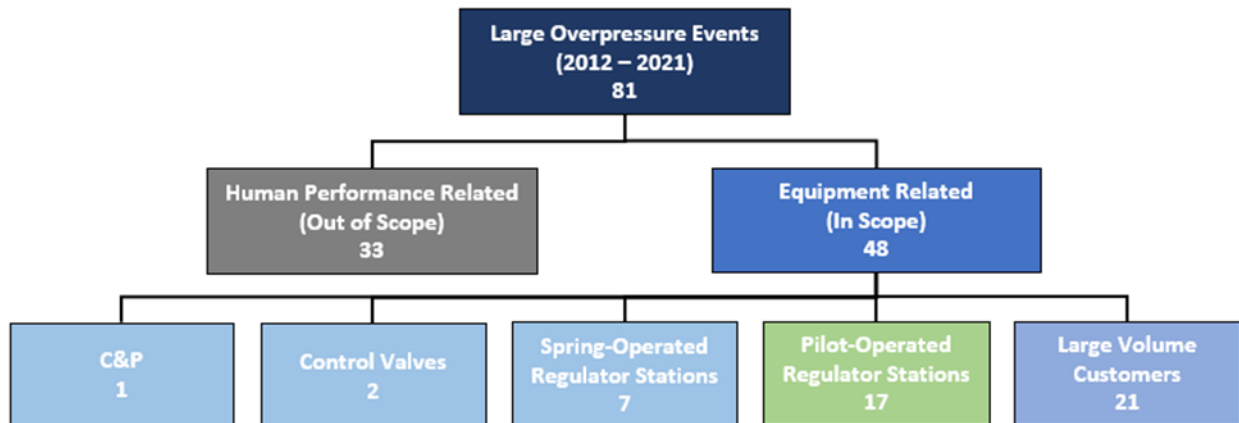 Large Overpressure Events
(2012 – 2021)
81
Human Performance Related
(Out of Scope)
33
Equipment Related
(In Scope)
48
C&P
1
Control Valves
2
Spring-Operated
Regulator Stations
7
Pilot-Operated
Regulator Stations
17
Large Volume
Customers
21